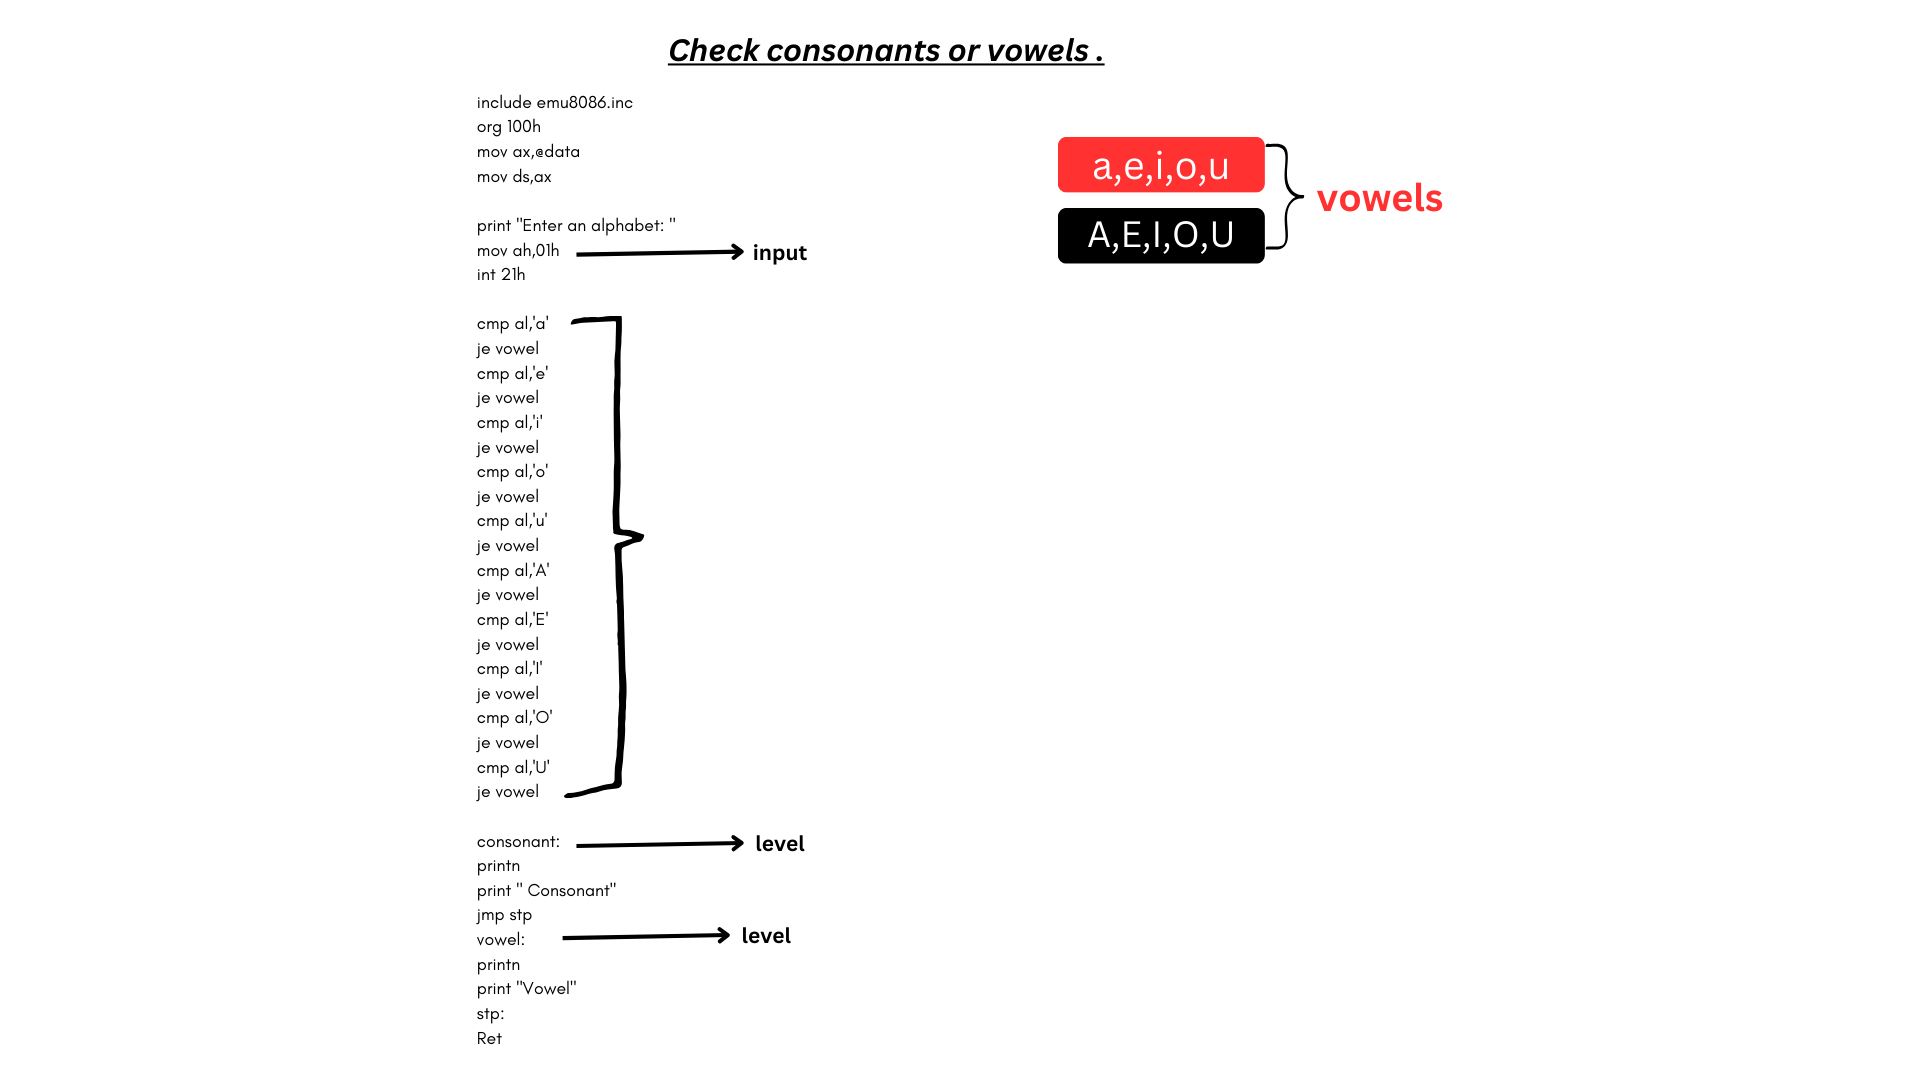 Check consonants or vowels .
include emu8086.inc
org 100h
mov ax,@data
mov ds,ax
print "Enter an alphabet: "
mov ah,01h
input
int 21h
cmp al,'a'
je vowel
cmp al,'e'
je vowel
cmp al,'i'
je vowel
cmp al,'o'
je vowel
cmp al,'u'
je vowel
cmp al,'A'
je vowel
cmp al,'E'
je vowel
cmp al,'I'
je vowel
cmp al,'O'
je vowel
cmp al,'U'
je vowel
consonant:
level
printn
print " Consonant"
jmp stp
vowel:
level
printn
print "Vowel"
stp:
Ret
a,e,i,o,u
A,E,I,O,U
vowels